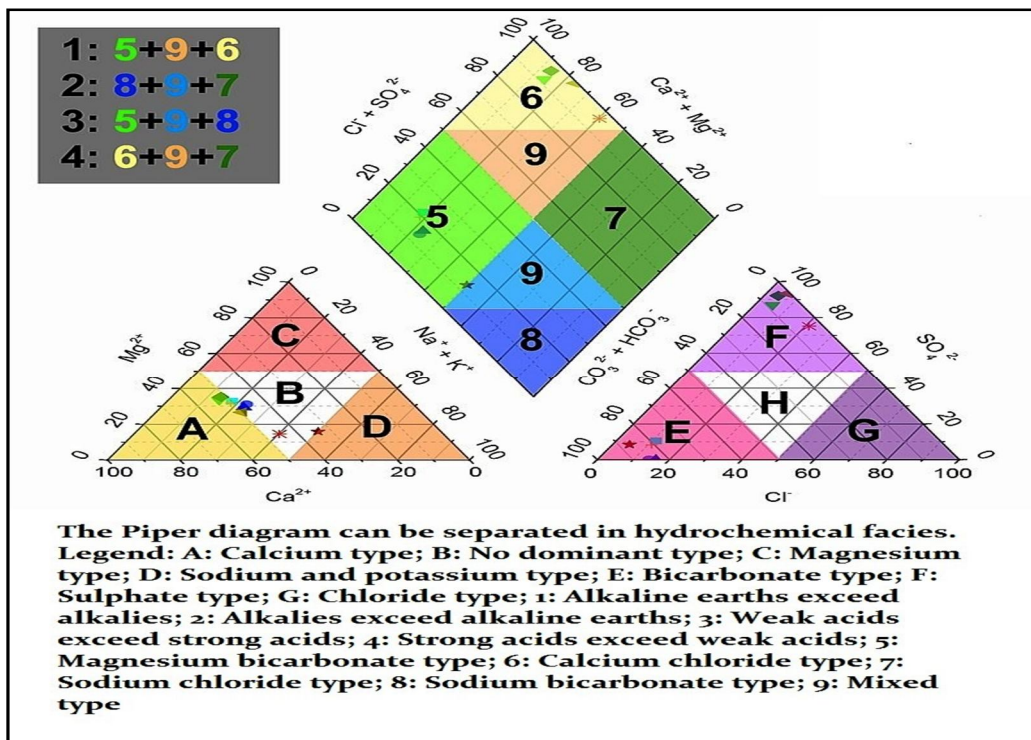 1: 5+9+6
2: 8+9+7
3: 5+9+8
4: 6+9+7
100
100
80
80
60
60
40
40
20
20
0
0
Cl⁻ + SO₄²⁻
Ca²⁺ + Mg²⁺
6
9
5
7
9
8
Na⁺ + K⁺
CO₃²⁻ + HCO₃⁻
100
0
80
20
60
40
40
60
20
80
0
100
Mg²⁺
C
B
A
D
100
80
60
40
20
0
Ca²⁺
0
100
20
80
40
60
60
40
80
20
100
0
SO₄²⁻
F
H
E
G
0
20
40
60
80
100
Cl⁻
The Piper diagram can be separated in hydrochemical facies.
Legend: A: Calcium type; B: No dominant type; C: Magnesium
type; D: Sodium and potassium type; E: Bicarbonate type; F:
Sulphate type; G: Chloride type; 1: Alkaline earths exceed
alkalies; 2: Alkalies exceed alkaline earths; 3: Weak acids
exceed strong acids; 4: Strong acids exceed weak acids; 5:
Magnesium bicarbonate type; 6: Calcium chloride type; 7:
Sodium chloride type; 8: Sodium bicarbonate type; 9: Mixed
type